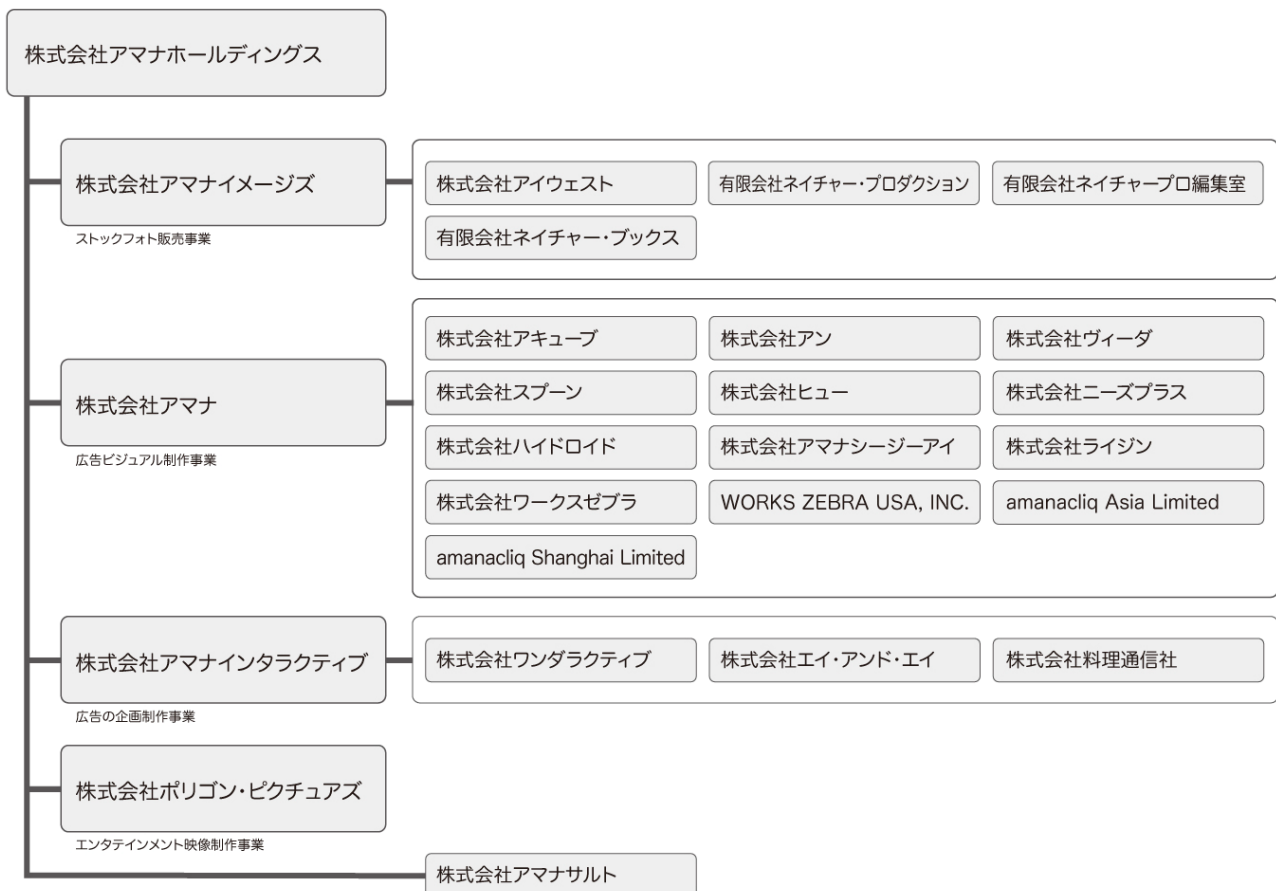 株式会社アマナホールディングス
株式会社アマナイメージズ
ストックフォト販売事業
株式会社アイウェスト
有限会社ネイチャー・プロダクション
有限会社ネイチャープロ編集室
有限会社ネイチャー・ブックス
株式会社アマナ
広告ビジュアル制作事業
株式会社アキューブ
株式会社アン
株式会社ヴィーダ
株式会社スプーン
株式会社ヒュー
株式会社ニーズプラス
株式会社ハイドロイド
株式会社アマナシージーアイ
株式会社ライジン
株式会社ワークスゼブラ
WORKS ZEBRA USA, INC.
amanacliq Asia Limited
amanacliq Shanghai Limited
株式会社アマナインタラクティブ
広告の企画制作事業
株式会社ワンダラクティブ
株式会社エイ・アンド・エイ
株式会社料理通信社
株式会社ポリゴン・ピクチュアズ
エンタテインメント映像制作事業
株式会社アマナサルト